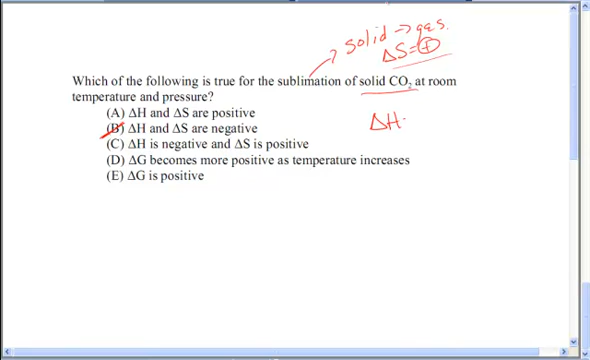 solid → gas.
ΔS = ⊕
Which of the following is true for the sublimation of solid CO₂ at room
temperature and pressure?
(A) ΔH and ΔS are positive
(B) ΔH and ΔS are negative
ΔH
(C) ΔH is negative and ΔS is positive
(D) ΔG becomes more positive as temperature increases
(E) ΔG is positive